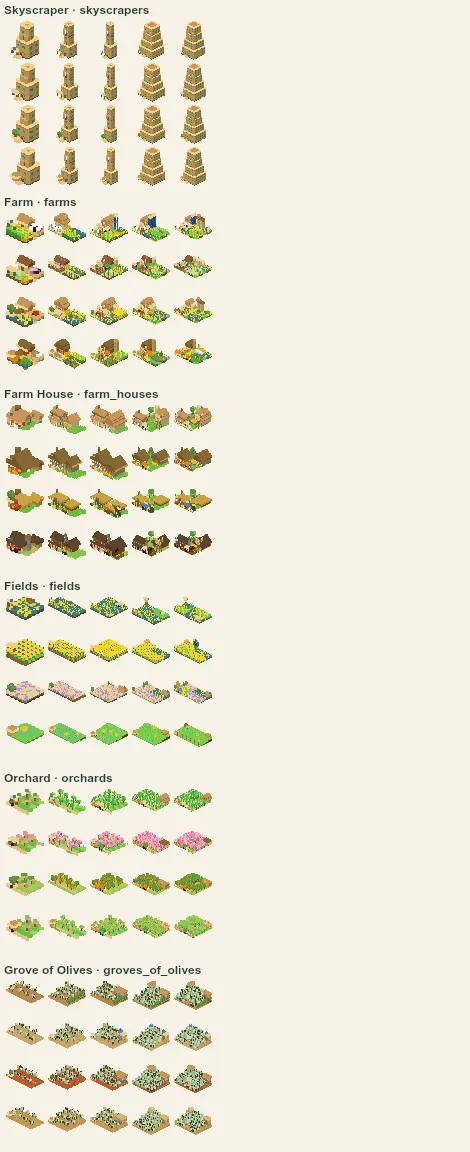 Skyscraper · skyscrapers
Farm · farms
Farm House · farm_houses
Fields · fields
Orchard · orchards
Grove of Olives · groves_of_olives